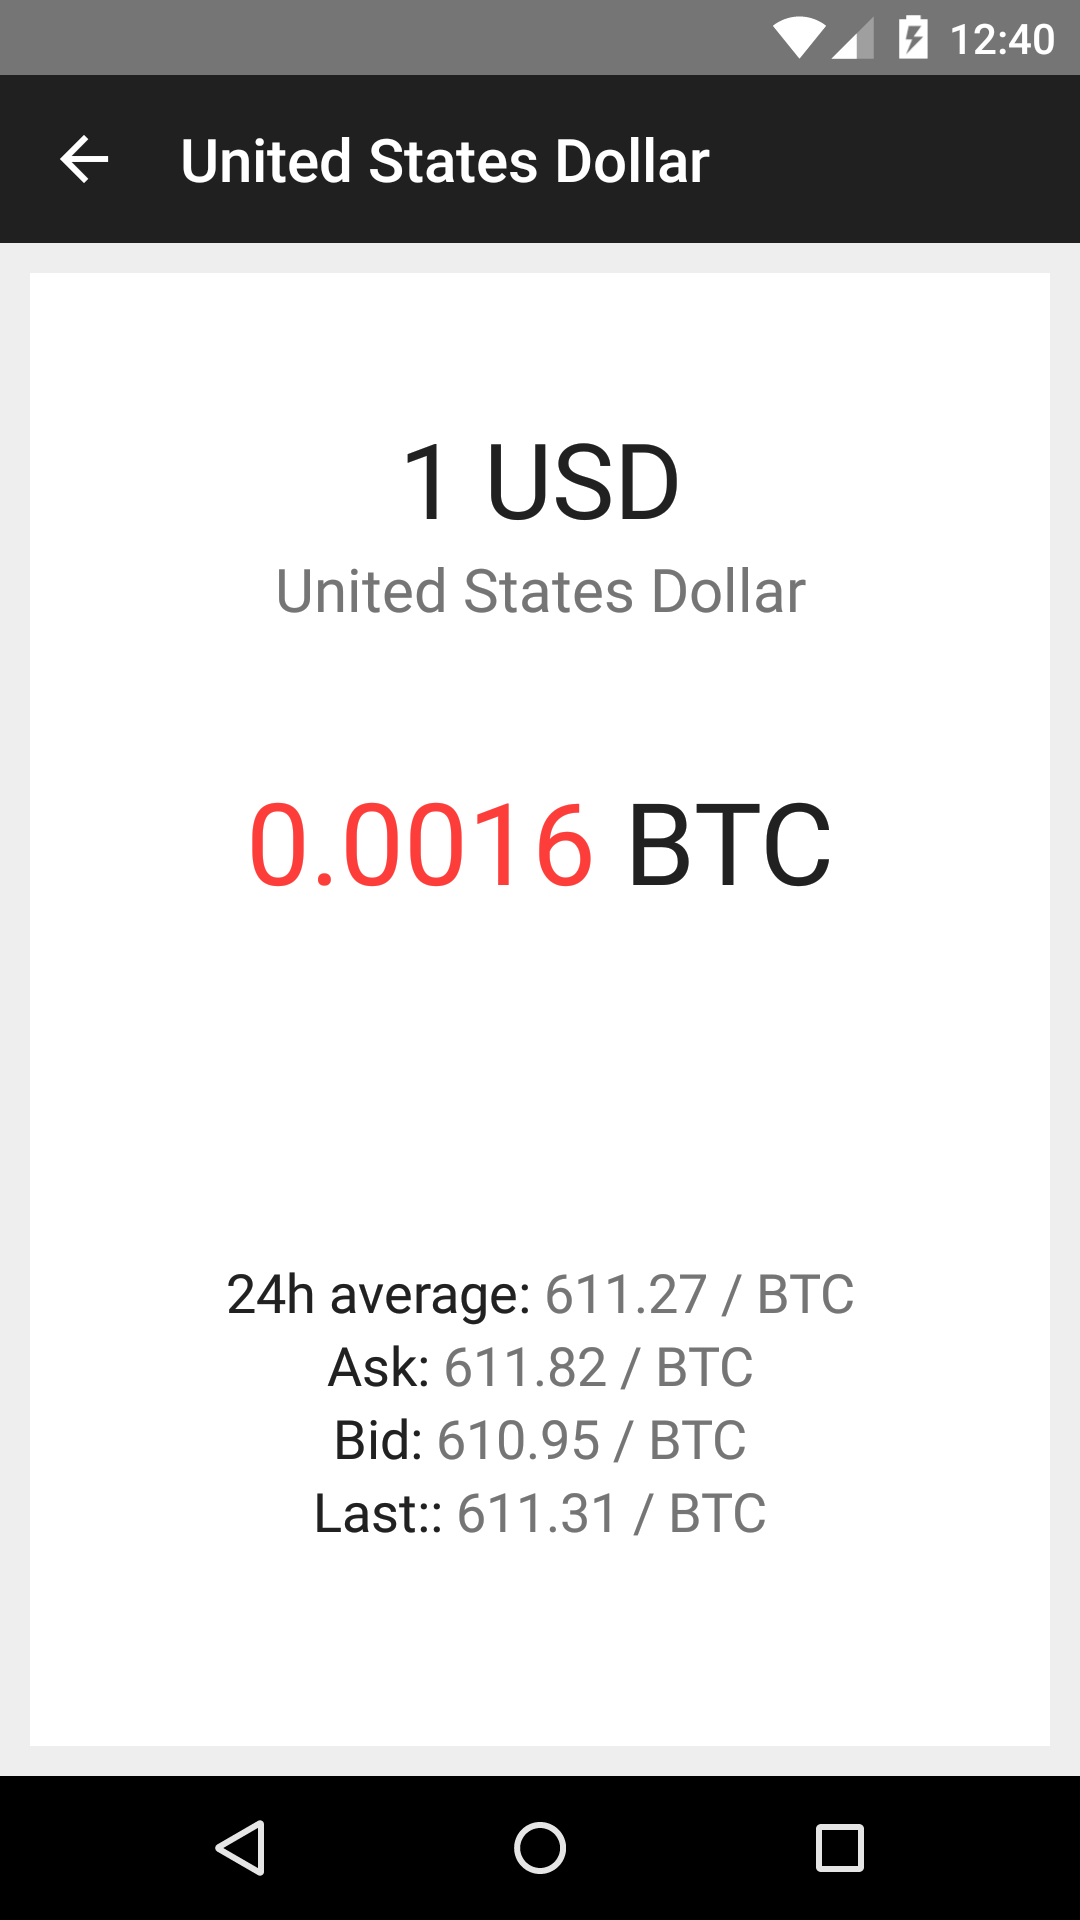 12:40
United States Dollar
1 USD
United States Dollar
0.0016 BTC
24h average: 611.27 / BTC
Ask: 611.82 / BTC
Bid: 610.95 / BTC
Last:: 611.31 / BTC